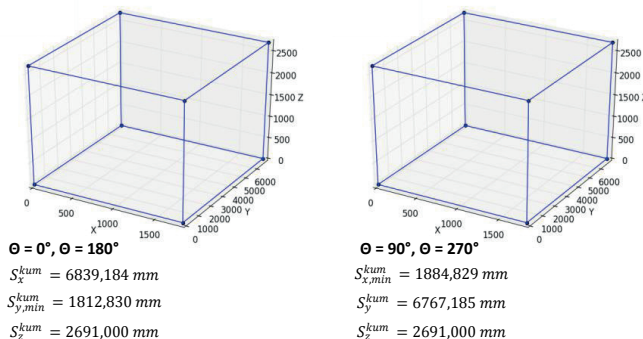 2500
2000
1500 Z
1000
500
0
6000
5000
4000
3000
2000
1000
0
Y
0
500
1000
1500
X
2500
2000
1500 Z
1000
500
0
6000
5000
4000
3000
2000
1000
0
Y
0
500
1000
1500
X
Θ = 0°, Θ = 180°
S_x^{kum} = 6839,184 mm
S_{y,min}^{kum} = 1812,830 mm
S_z^{kum} = 2691,000 mm
Θ = 90°, Θ = 270°
S_{x,min}^{kum} = 1884,829 mm
S_y^{kum} = 6767,185 mm
S_z^{kum} = 2691,000 mm